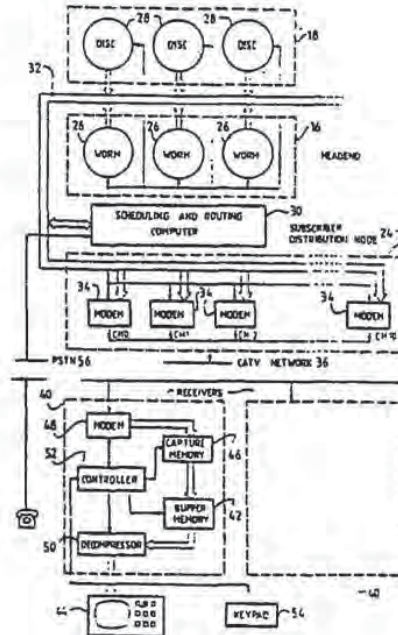 28 28
DISC DISC DISC
18
32
26 26 26
WORM WORM WORM
16
HEADEND
SCHEDULING AND ROUTING
COMPUTER
30
SUBSCRIBER
DISTRIBUTION NODE
24
34 34 34 34
MODEM MODEM MODEM MODEM
CH0 CH1 CH2
PSTN 56 CATV NETWORK 36
RECEIVERS
40
48
MODEM
CAPTURE
MEMORY
46
52
CONTROLLER
BUFFER
MEMORY
42
50
DECOMPRESSOR
40
44
KEYPAD 54